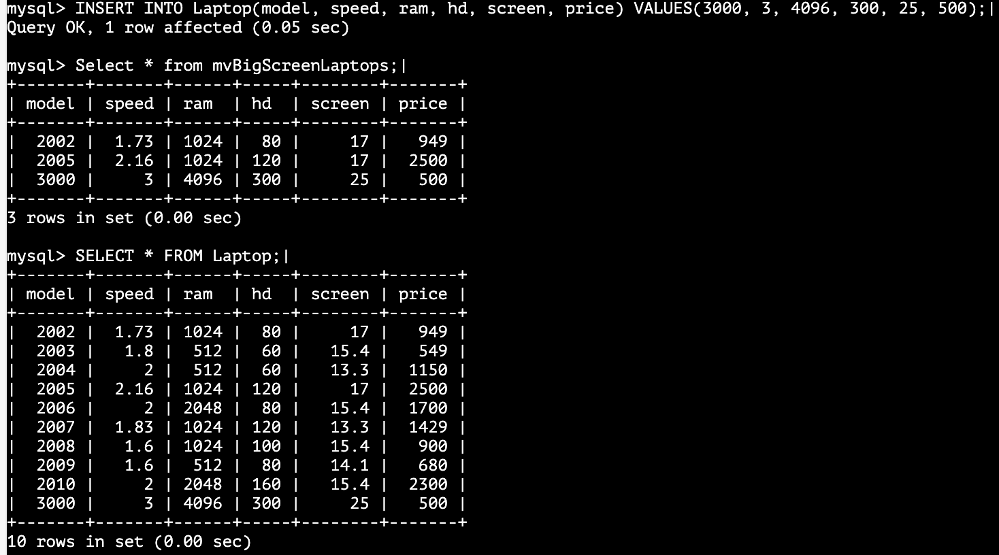 mysql> INSERT INTO Laptop(model, speed, ram, hd, screen, price) VALUES(3000, 3, 4096, 300, 25, 500);|
Query OK, 1 row affected (0.05 sec)

mysql> Select * from mvBigScreenLaptops;|
+-------+-------+------+-----+--------+-------+
| model | speed | ram  | hd  | screen | price |
+-------+-------+------+-----+--------+-------+
|  2002 |  1.73 | 1024 |  80 |     17 |   949 |
|  2005 |  2.16 | 1024 | 120 |     17 |  2500 |
|  3000 |     3 | 4096 | 300 |     25 |   500 |
+-------+-------+------+-----+--------+-------+
3 rows in set (0.00 sec)

mysql> SELECT * FROM Laptop;|
+-------+-------+------+-----+--------+-------+
| model | speed | ram  | hd  | screen | price |
+-------+-------+------+-----+--------+-------+
|  2002 |  1.73 | 1024 |  80 |     17 |   949 |
|  2003 |   1.8 |  512 |  60 |   15.4 |   549 |
|  2004 |     2 |  512 |  60 |   13.3 |  1150 |
|  2005 |  2.16 | 1024 | 120 |     17 |  2500 |
|  2006 |     2 | 2048 |  80 |   15.4 |  1700 |
|  2007 |  1.83 | 1024 | 120 |   13.3 |  1429 |
|  2008 |   1.6 | 1024 | 100 |   15.4 |   900 |
|  2009 |   1.6 |  512 |  80 |   14.1 |   680 |
|  2010 |     2 | 2048 | 160 |   15.4 |  2300 |
|  3000 |     3 | 4096 | 300 |     25 |   500 |
+-------+-------+------+-----+--------+-------+
10 rows in set (0.00 sec)